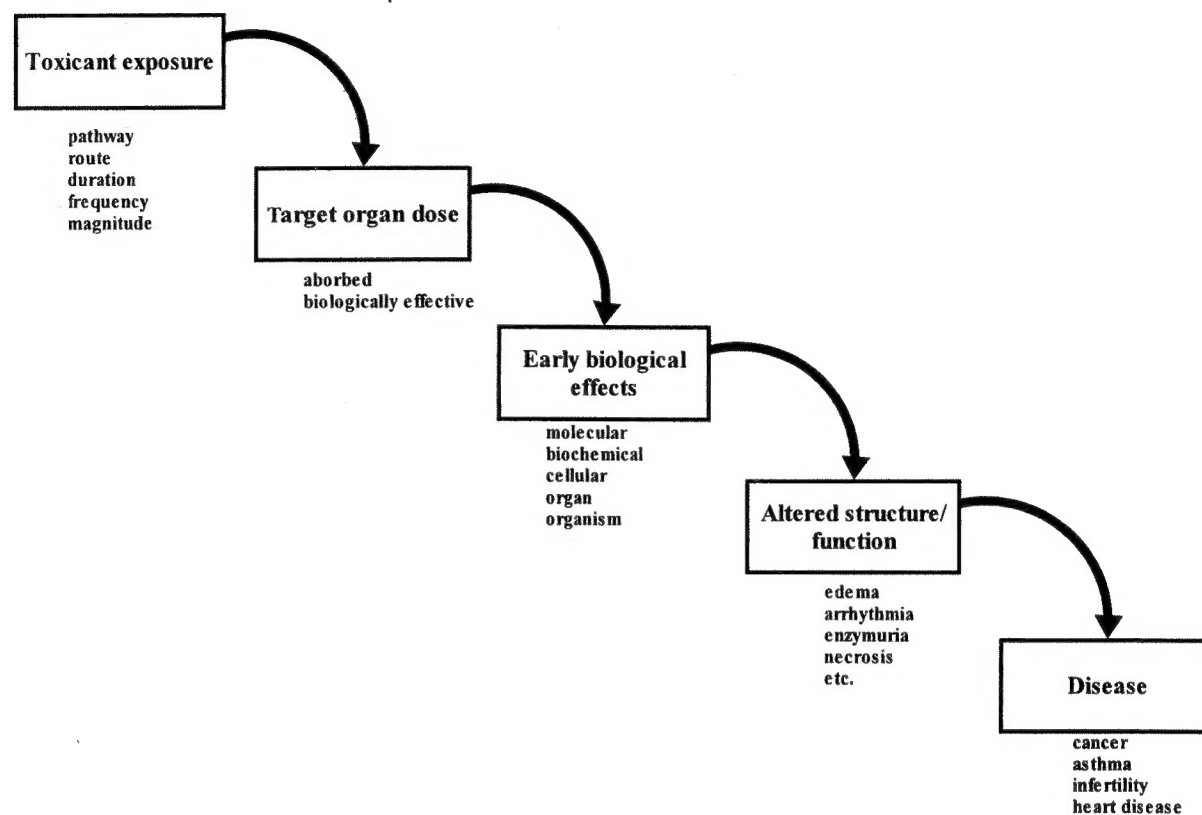 Toxicant exposure
pathway
route
duration
frequency
magnitude
Target organ dose
aborbed
biologically effective
Early biological
effects
molecular
biochemical
cellular
organ
organism
Altered structure/
function
edema
arrhythmia
enzymuria
necrosis
etc.
Disease
cancer
asthma
infertility
heart disease